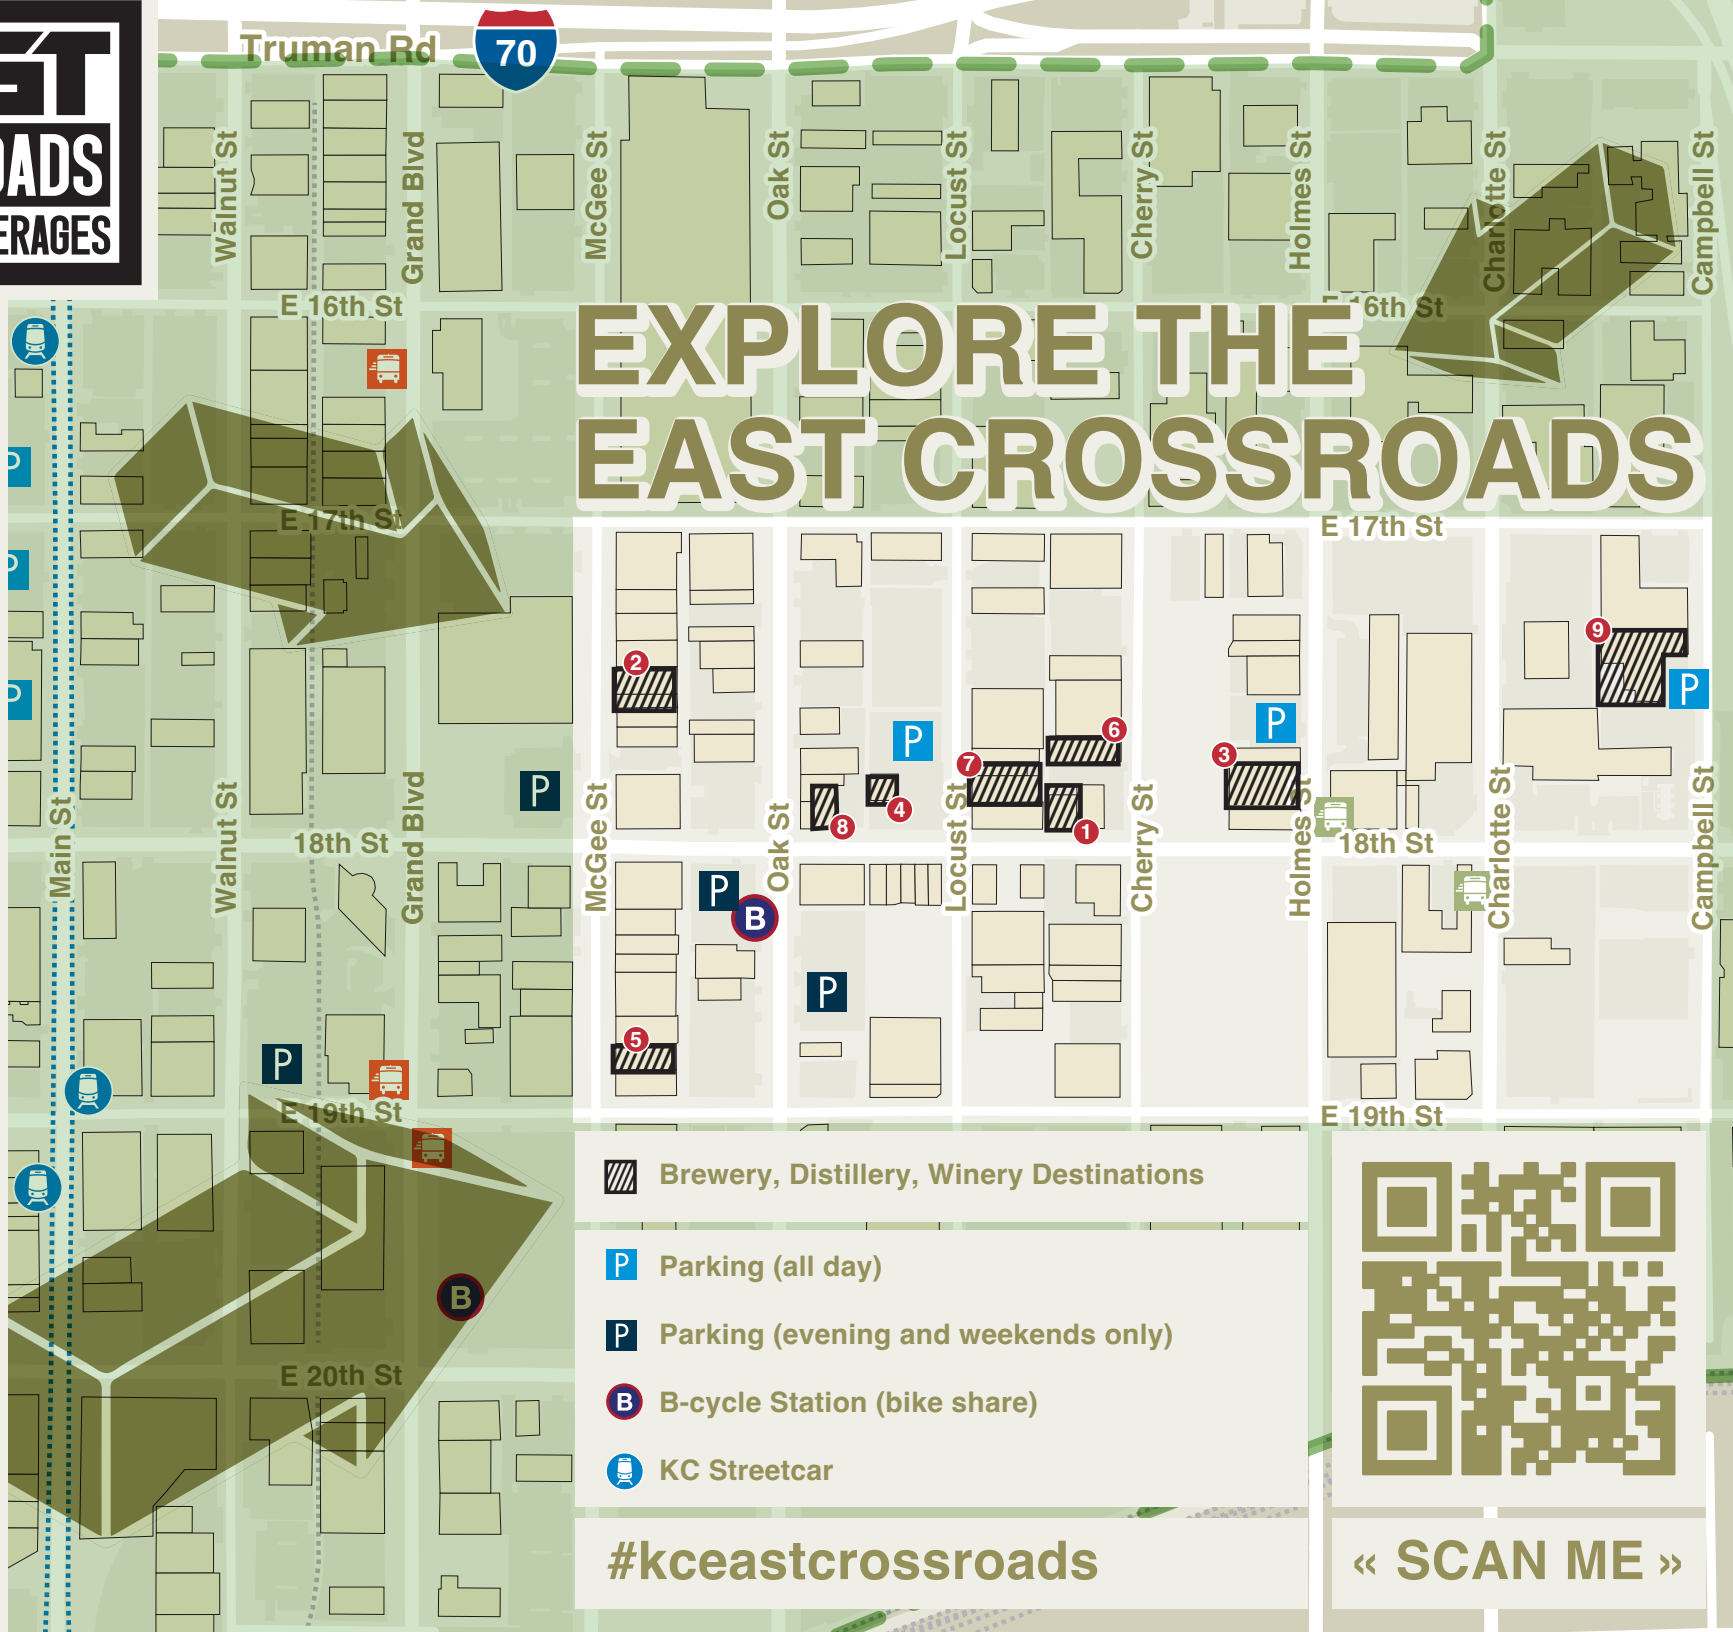 ST
OADS
ERAGES
Truman Rd
70
Walnut St
Grand Blvd
McGee St
Oak St
Locust St
Cherry St
Holmes St
Charlotte St
Campbell St
E 16th St
E 16th St
EXPLORE THE
EAST CROSSROADS
P
P
P
E 17th St
E 17th St
2
9
P
6
P
P
3
7
4
8
1
P
Main St
Walnut St
Grand Blvd
McGee St
Oak St
Locust St
Cherry St
Holmes St
Charlotte St
Campbell St
18th St
18th St
P
B
P
5
P
E 19th St
E 19th St
Brewery, Distillery, Winery Destinations
P Parking (all day)
P Parking (evening and weekends only)
B B-cycle Station (bike share)
KC Streetcar
B
E 20th St
#kceastcrossroads
« SCAN ME »